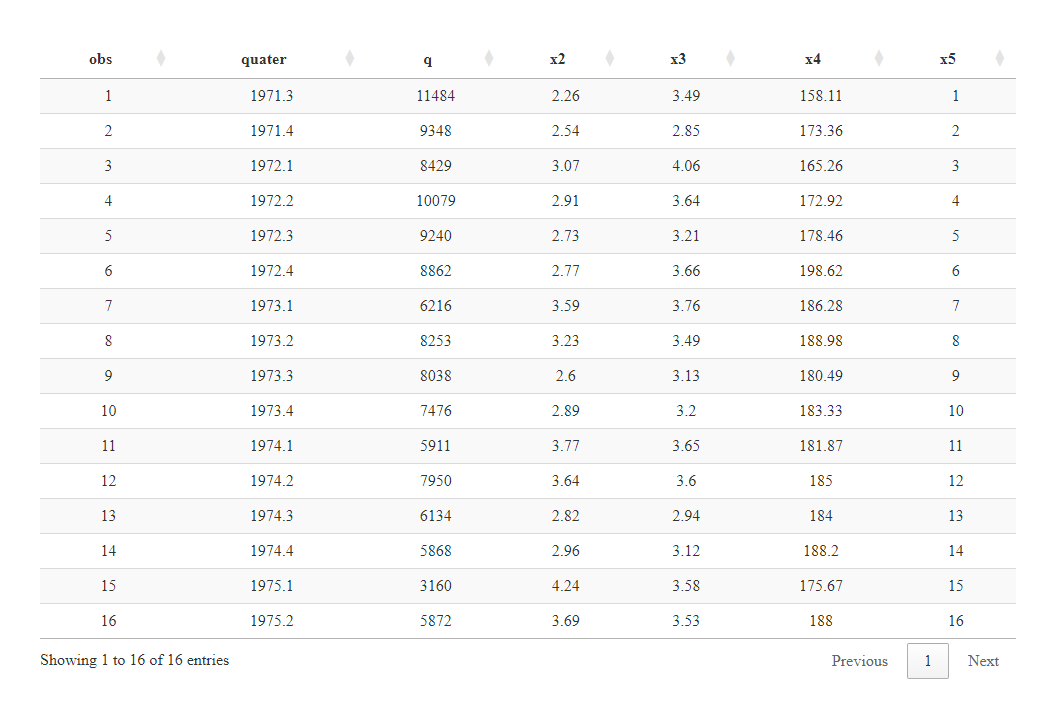 obs quater q x2 x3 x4 x5
1 1971.3 11484 2.26 3.49 158.11 1
2 1971.4 9348 2.54 2.85 173.36 2
3 1972.1 8429 3.07 4.06 165.26 3
4 1972.2 10079 2.91 3.64 172.92 4
5 1972.3 9240 2.73 3.21 178.46 5
6 1972.4 8862 2.77 3.66 198.62 6
7 1973.1 6216 3.59 3.76 186.28 7
8 1973.2 8253 3.23 3.49 188.98 8
9 1973.3 8038 2.6 3.13 180.49 9
10 1973.4 7476 2.89 3.2 183.33 10
11 1974.1 5911 3.77 3.65 181.87 11
12 1974.2 7950 3.64 3.6 185 12
13 1974.3 6134 2.82 2.94 184 13
14 1974.4 5868 2.96 3.12 188.2 14
15 1975.1 3160 4.24 3.58 175.67 15
16 1975.2 5872 3.69 3.53 188 16
Showing 1 to 16 of 16 entries Previous 1 Next